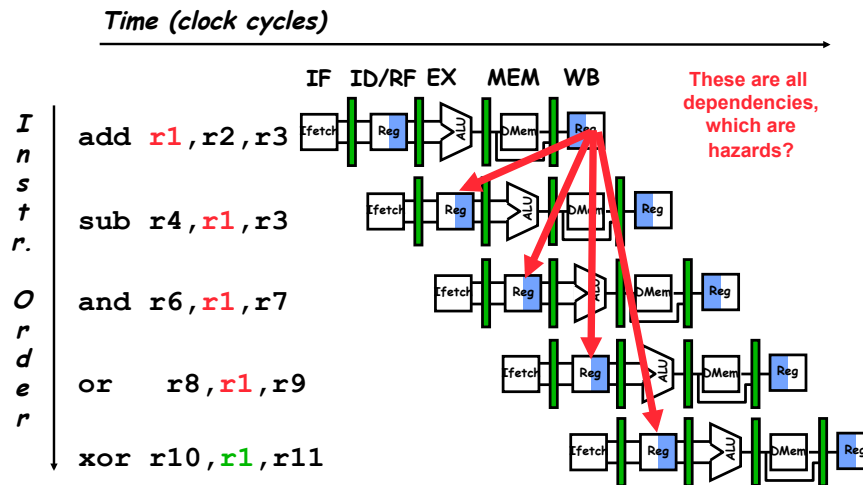 Time (clock cycles)
IF ID/RF EX MEM WB
These are all
dependencies,
which are
hazards?
Instr. Order
add r1,r2,r3
Ifetch Reg ALU DMem Reg
sub r4,r1,r3
Ifetch Reg ALU DMem Reg
and r6,r1,r7
Ifetch Reg ALU DMem Reg
or r8,r1,r9
Ifetch Reg ALU DMem Reg
xor r10,r1,r11
Ifetch Reg ALU DMem Reg